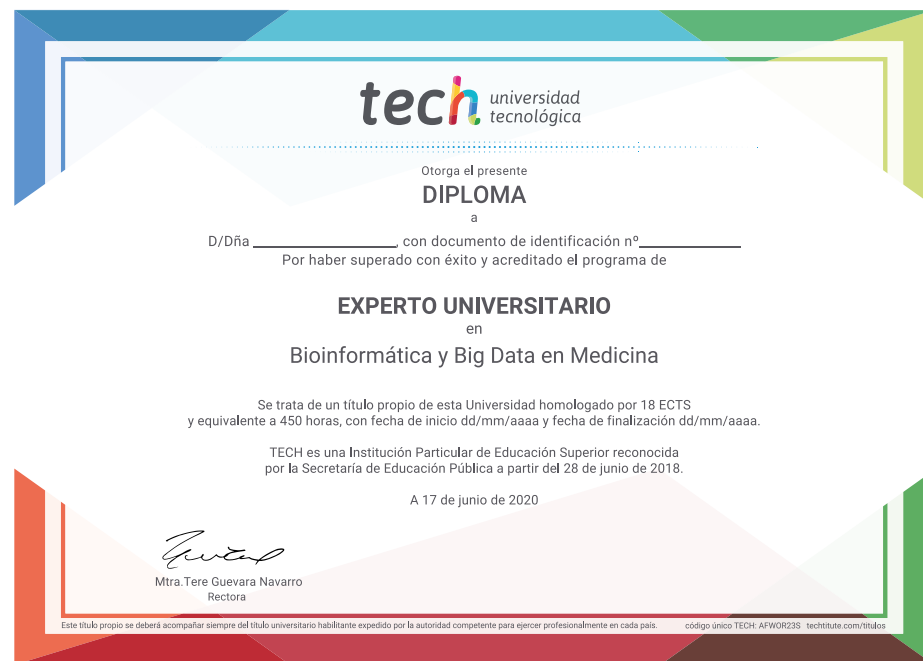 tech universidad
tecnológica
Otorga el presente
DIPLOMA
a
D/Dña ____________, con documento de identificación nº____________
Por haber superado con éxito y acreditado el programa de
EXPERTO UNIVERSITARIO
en
Bioinformática y Big Data en Medicina
Se trata de un título propio de esta Universidad homologado por 18 ECTS
y equivalente a 450 horas, con fecha de inicio dd/mm/aaaa y fecha de finalización dd/mm/aaaa.
TECH es una Institución Particular de Educación Superior reconocida
por la Secretaría de Educación Pública a partir del 28 de junio de 2018.
A 17 de junio de 2020
Mtra.Tere Guevara Navarro
Rectora
Este título propio se deberá acompañar siempre del título universitario habilitante expedido por la autoridad competente para ejercer profesionalmente en cada país. código único TECH: AFWOR23S techtitute.com/titulos